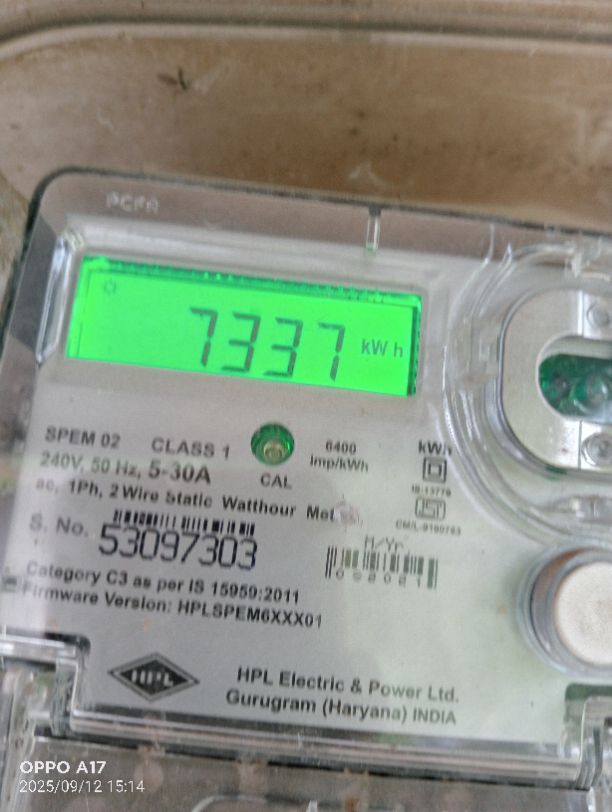 7337 kWh
SPEM 02 CLASS 1 6400 kWh
240V, 50 Hz, 5-30A imp/kWh
CAL
IS:13779
ac, 1Ph, 2 Wire Static Watthour
S. No. 53097303
M/Yr.
092021
Category C3 as per IS 15959:2011
Firmware Version: HPLSPEM6XXX01
HPL
HPL Electric & Power Ltd.
Gurugram (Haryana) INDIA
OPPO A17
2025/09/12 15:14